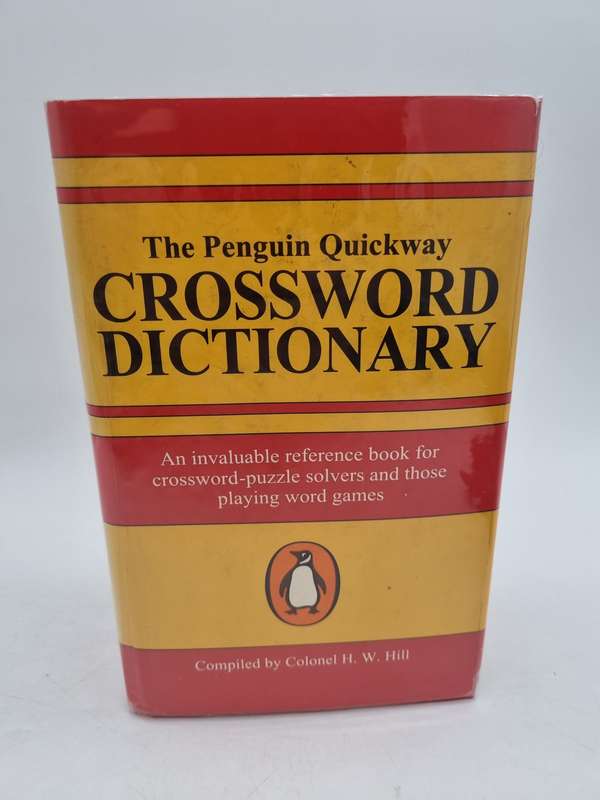 The Penguin Quickway
CROSSWORD
DICTIONARY
An invaluable reference book for
crossword-puzzle solvers and those
playing word games
Compiled by Colonel H. W. Hill